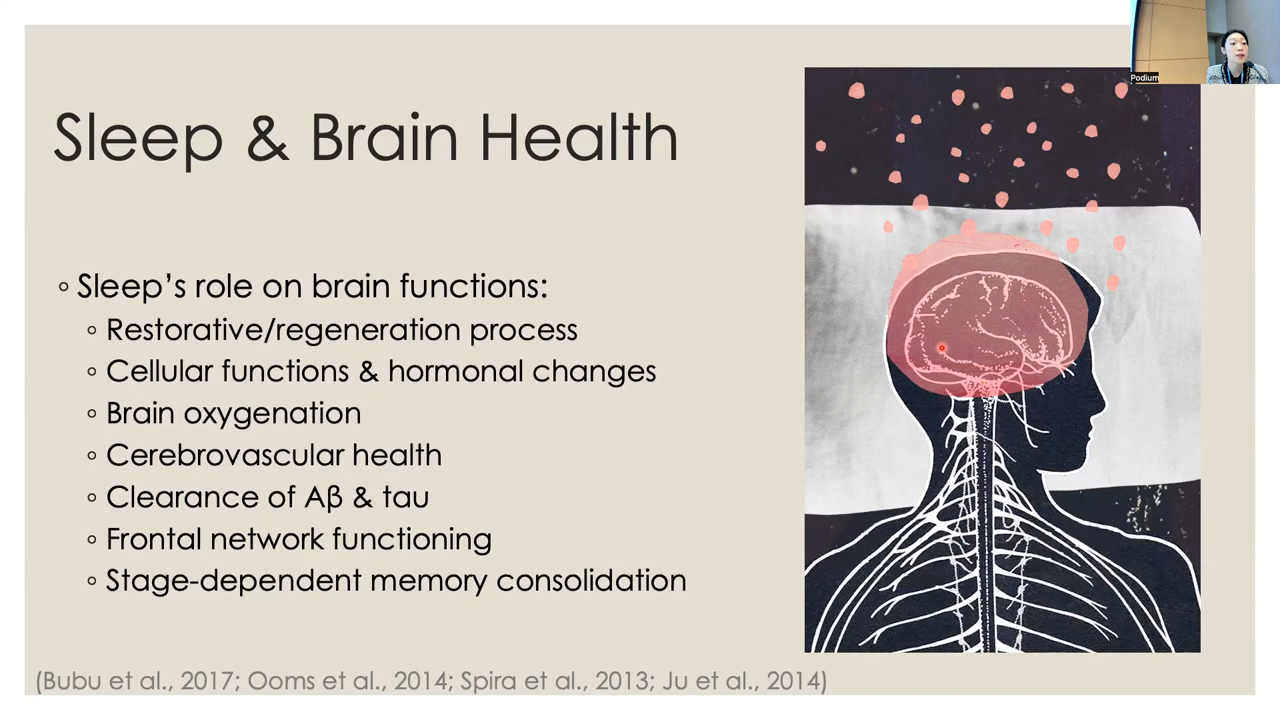 Podium
Sleep & Brain Health
◦ Sleep’s role on brain functions:
◦ Restorative/regeneration process
◦ Cellular functions & hormonal changes
◦ Brain oxygenation
◦ Cerebrovascular health
◦ Clearance of Aβ & tau
◦ Frontal network functioning
◦ Stage-dependent memory consolidation
(Bubu et al., 2017; Ooms et al., 2014; Spira et al., 2013; Ju et al., 2014)